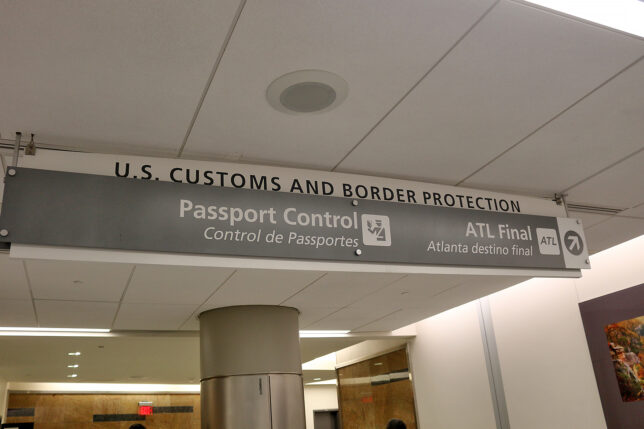 U.S. CUSTOMS AND BORDER PROTECTION
Passport Control
Control de Passportes
ATL Final
Atlanta destino final
ATL